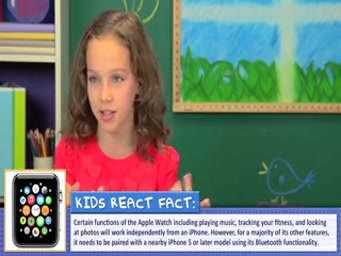 KIDS REACT FACT:
Certain functions of the Apple Watch including playing music, tracking your fitness, and looking
at photos will work independently from an iPhone. However, for a majority of its other features,
it needs to be paired with a nearby iPhone 5 or later model using its Bluetooth functionality.